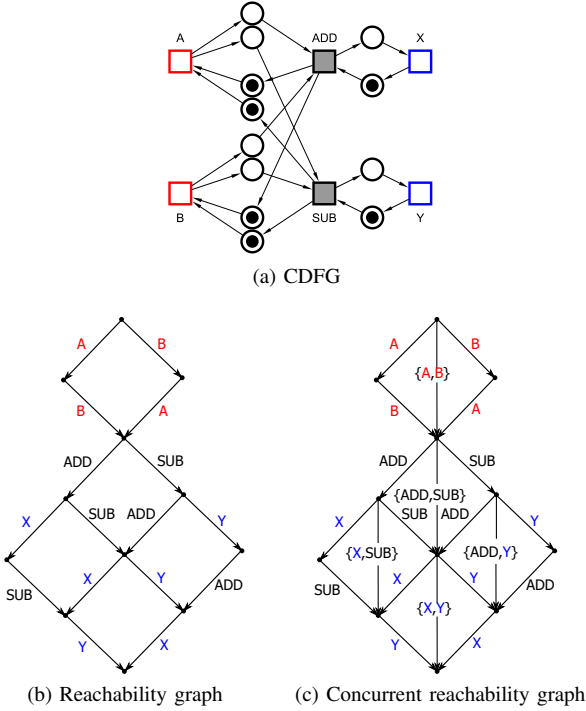 A ADD X
B SUB Y
(a) CDFG
A B
B A
ADD SUB
X SUB ADD Y
SUB X Y ADD
Y X
(b) Reachability graph
A B
{A,B}
B A
ADD SUB
{ADD,SUB}
X SUB ADD Y
{X,SUB} {ADD,Y}
SUB X Y ADD
{X,Y}
Y X
(c) Concurrent reachability graph